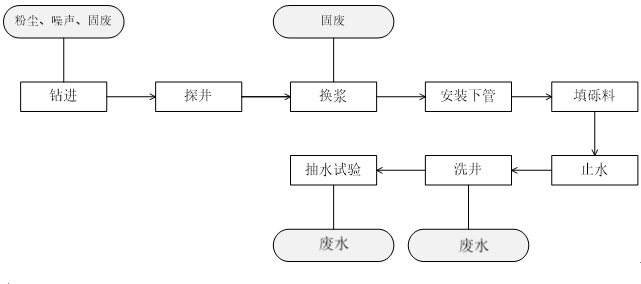 粉尘、噪声、固废
固废
钻进
探井
换浆
安装下管
填砾料
抽水试验
洗井
止水
废水
废水